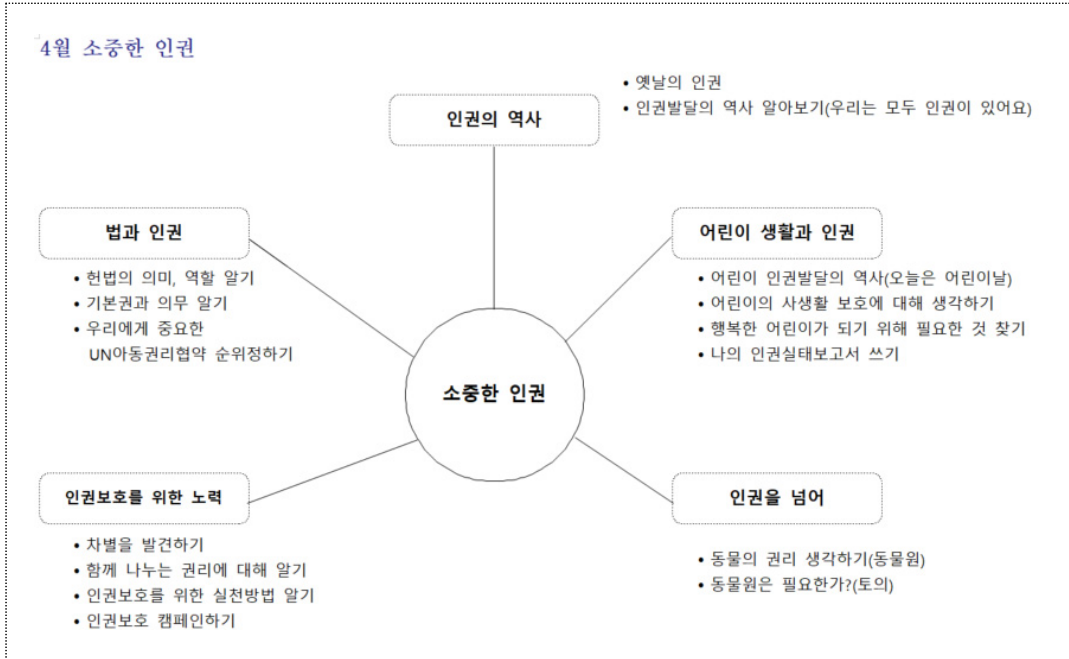 4월 소중한 인권
인권의 역사
• 옛날의 인권
• 인권발달의 역사 알아보기(우리는 모두 인권이 있어요)
법과 인권
• 헌법의 의미, 역할 알기
• 기본권과 의무 알기
• 우리에게 중요한
UN아동권리협약 순위정하기
어린이 생활과 인권
• 어린이 인권발달의 역사(오늘은 어린이날)
• 어린이의 사생활 보호에 대해 생각하기
• 행복한 어린이가 되기 위해 필요한 것 찾기
• 나의 인권실태보고서 쓰기
소중한 인권
인권보호를 위한 노력
• 차별을 발견하기
• 함께 나누는 권리에 대해 알기
• 인권보호를 위한 실천방법 알기
• 인권보호 캠페인하기
인권을 넘어
• 동물의 권리 생각하기(동물원)
• 동물원은 필요한가?(토의)